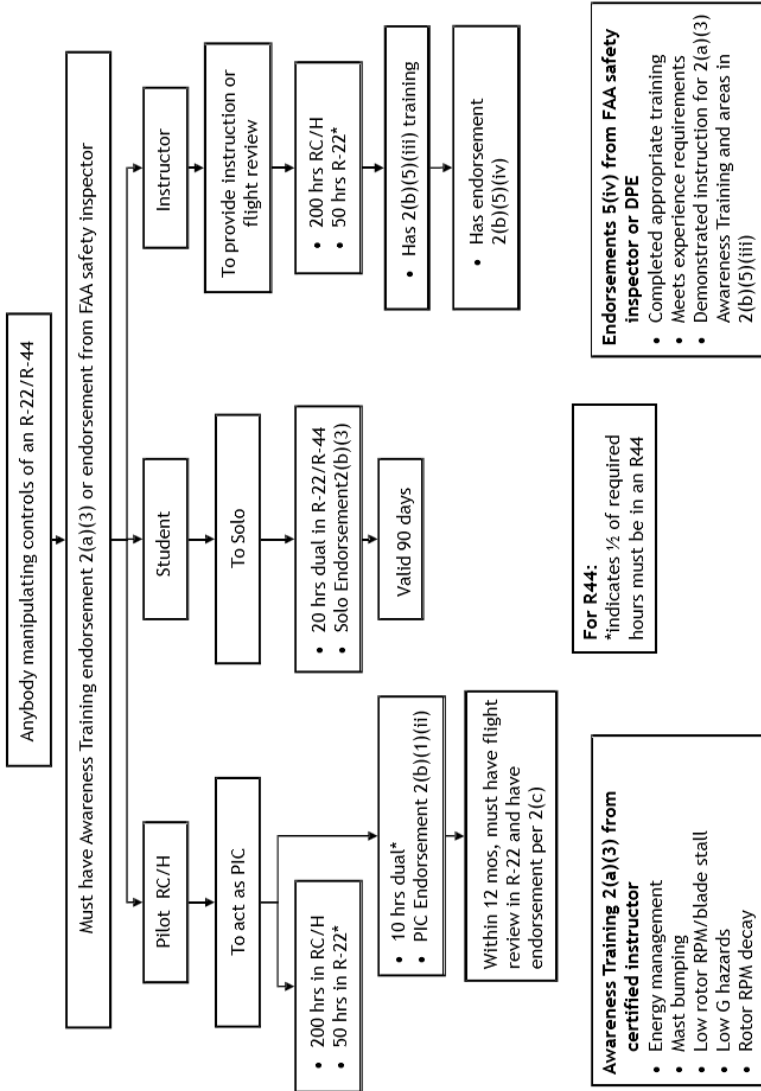 Anybody manipulating controls of an R-22/R-44
Must have Awareness Training endorsement 2(a)(3) or endorsement from FAA safety inspector
Pilot RC/H
To act as PIC
• 200 hrs in RC/H
• 50 hrs in R-22*
• 10 hrs dual*
• PIC Endorsement 2(b)(1)(ii)
Within 12 mos, must have flight
review in R-22 and have
endorsement per 2(c)
Student
To Solo
• 20 hrs dual in R-22/R-44
• Solo Endorsement2(b)(3)
Valid 90 days
Instructor
To provide instruction or
flight review
• 200 hrs RC/H
• 50 hrs R-22*
• Has 2(b)(5)(iii) training
• Has endorsement
2(b)(5)(iv)
Awareness Training 2(a)(3) from
certified instructor
• Energy management
• Mast bumping
• Low rotor RPM/blade stall
• Low G hazards
• Rotor RPM decay
For R44:
*indicates ½ of required
hours must be in an R44
Endorsements 5(iv) from FAA safety
inspector or DPE
• Completed appropriate training
• Meets experience requirements
• Demonstrated instruction for 2(a)(3)
Awareness Training and areas in
2(b)(5)(iii)